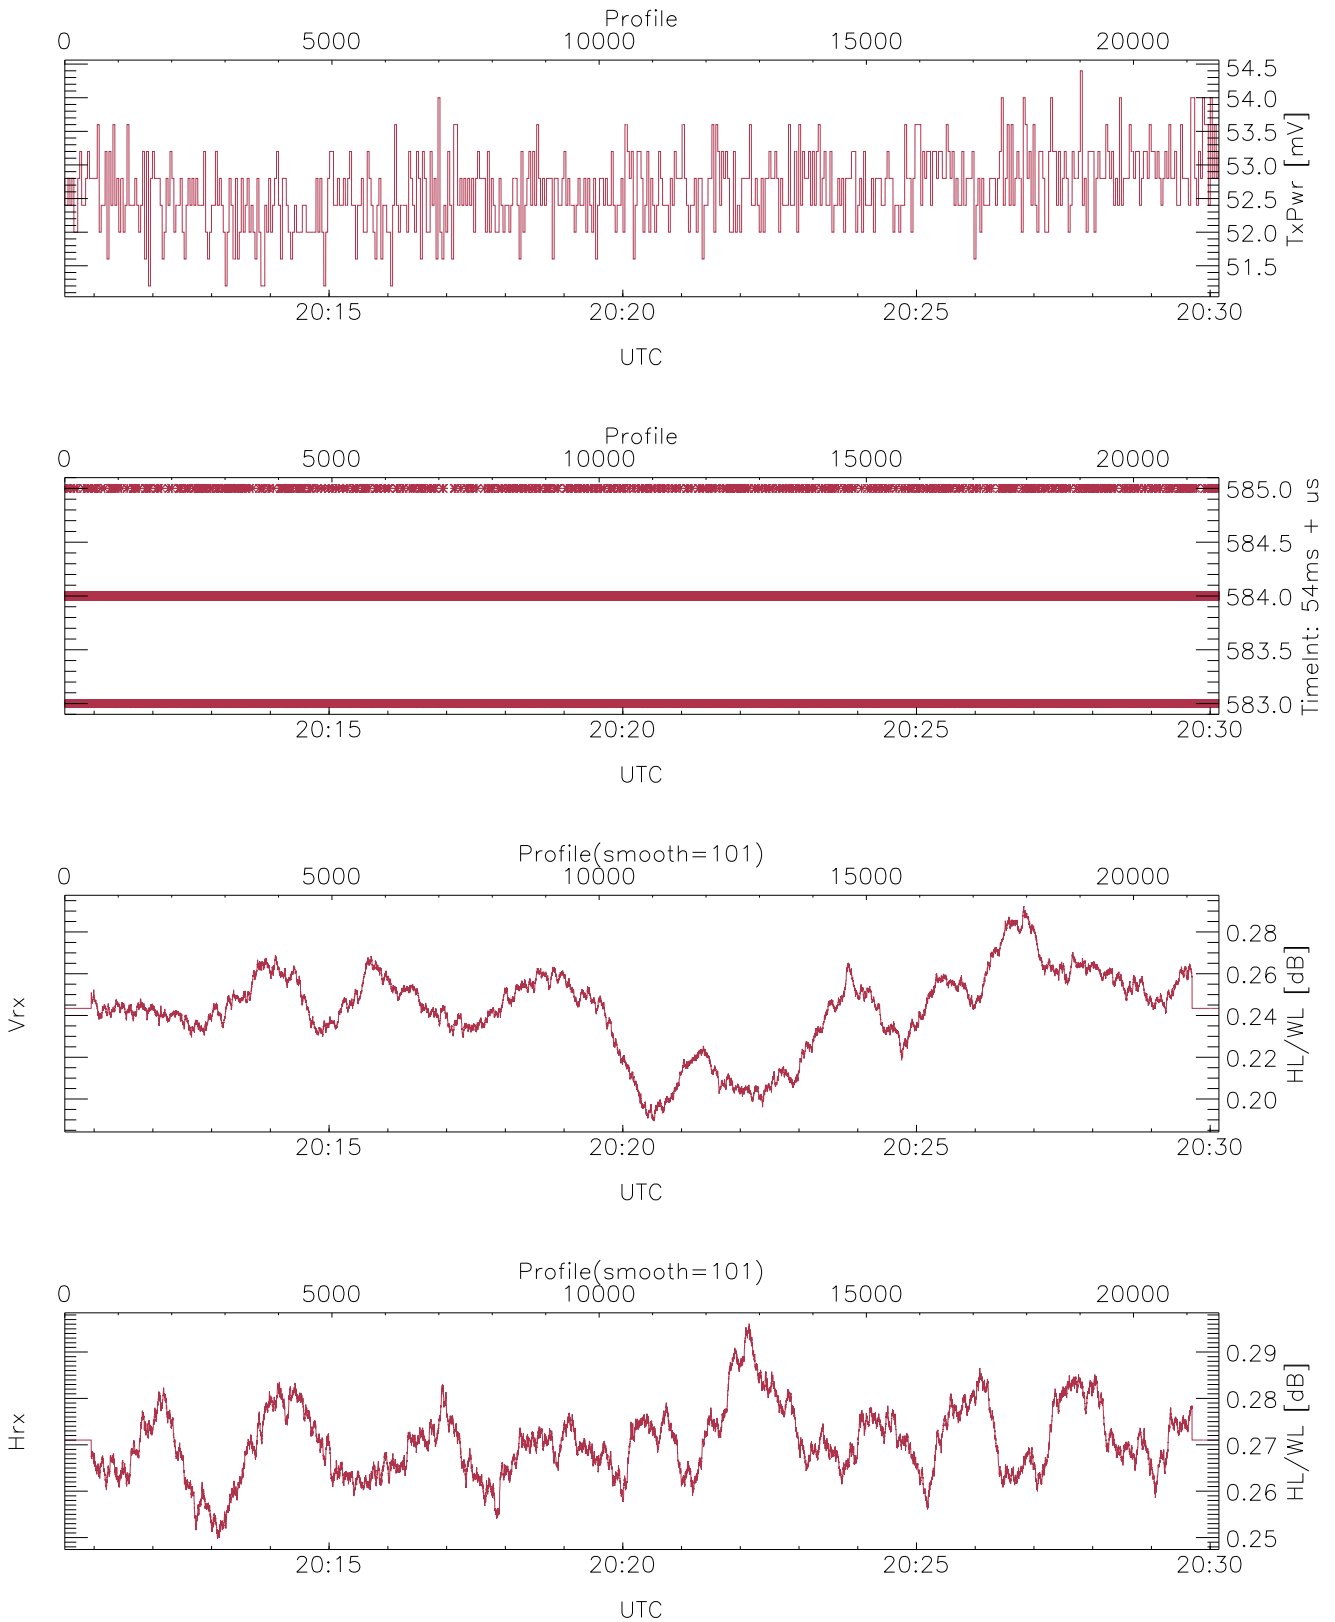 Profile
0 5000 10000 15000 20000
54.5
54.0
53.5
53.0
52.5
52.0
51.5
TxPwr [mV]
20:15 20:20 20:25 20:30
UTC
Profile
0 5000 10000 15000 20000
585.0
584.5
584.0
583.5
583.0
TimeInt: 54ms + us
20:15 20:20 20:25 20:30
UTC
Profile(smooth=101)
0 5000 10000 15000 20000
Vrx
0.28
0.26
0.24
0.22
0.20
HL/WL [dB]
20:15 20:20 20:25 20:30
UTC
Profile(smooth=101)
0 5000 10000 15000 20000
Hrx
0.29
0.28
0.27
0.26
0.25
HL/WL [dB]
20:15 20:20 20:25 20:30
UTC